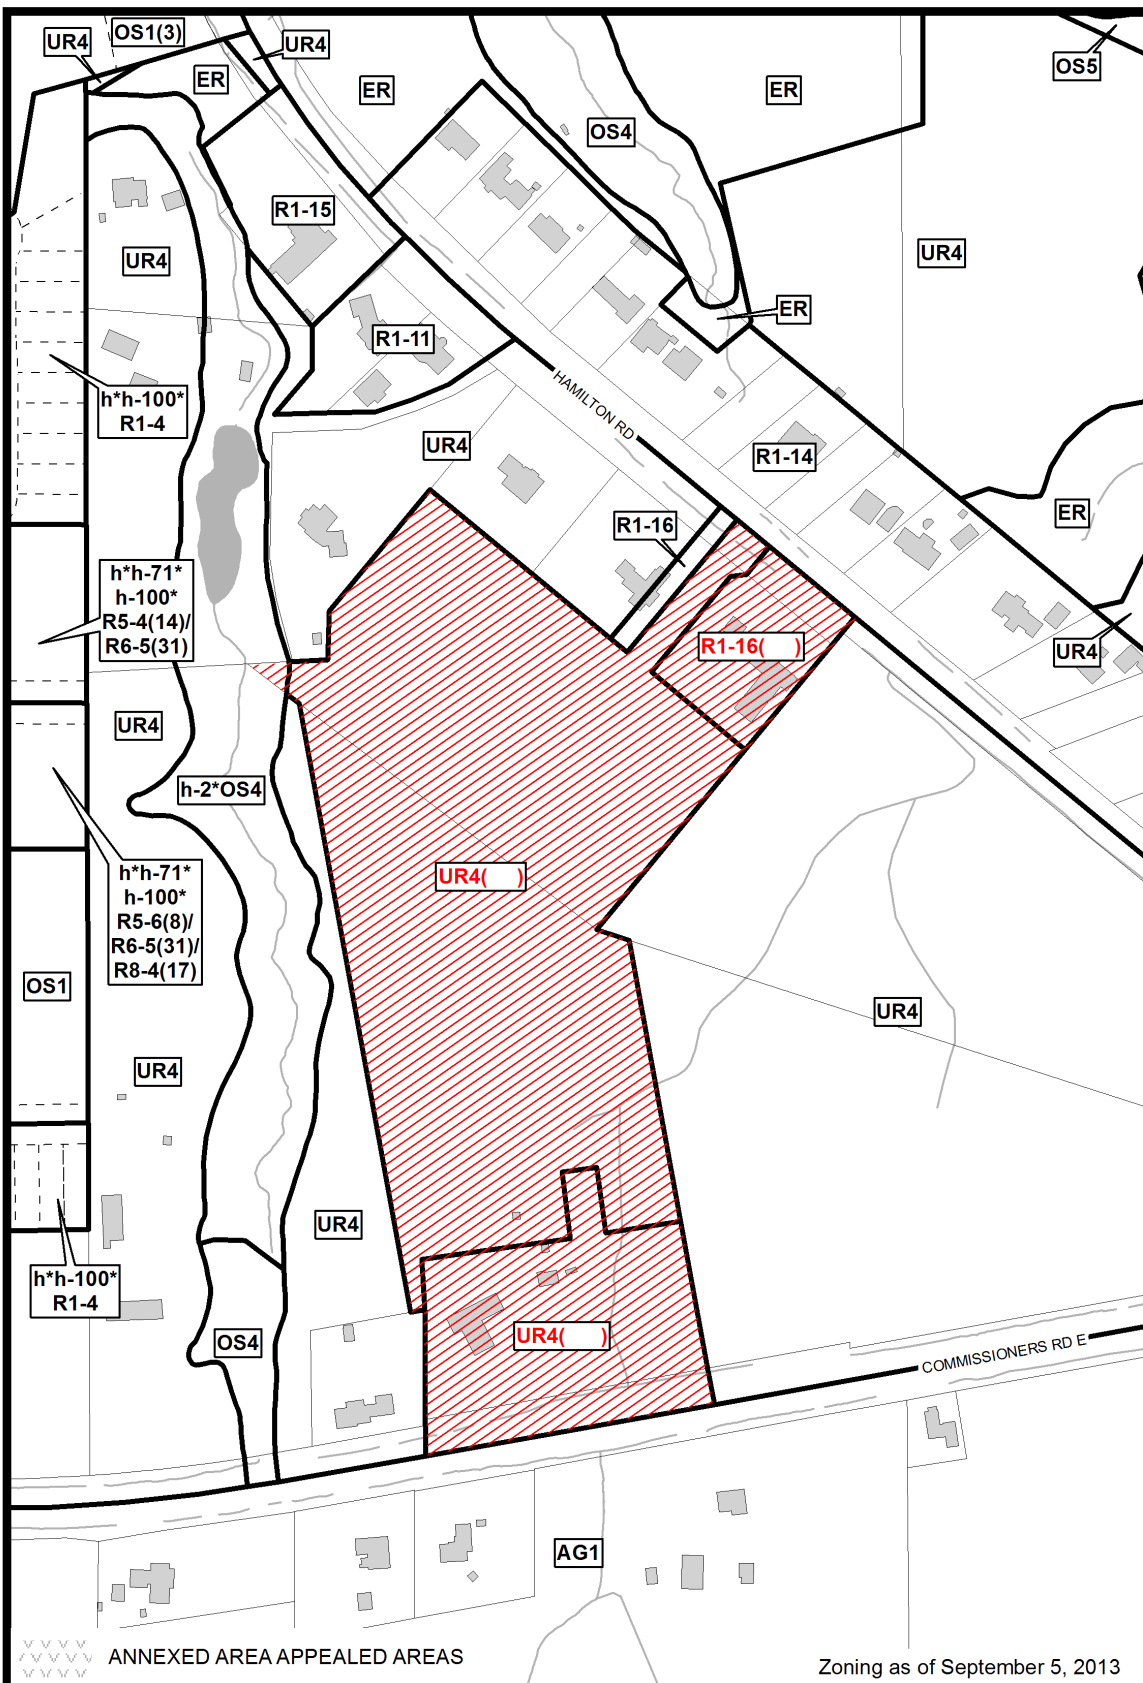 OS1(3)
UR4
UR4
OS5
ER
ER
ER
OS4
R1-15
UR4
UR4
ER
R1-11
h*h-100*
R1-4
HAMILTON RD
UR4
R1-14
ER
R1-16
h*h-71*
h-100*
R5-4(14)/
R6-5(31)
R1-16( )
UR4
UR4
h-2*OS4
UR4( )
h*h-71*
h-100*
R5-6(8)/
R6-5(31)/
R8-4(17)
OS1
UR4
UR4
UR4
h*h-100*
R1-4
OS4
UR4( )
COMMISSIONERS RD E
AG1
ANNEXED AREA APPEALED AREAS
Zoning as of September 5, 2013